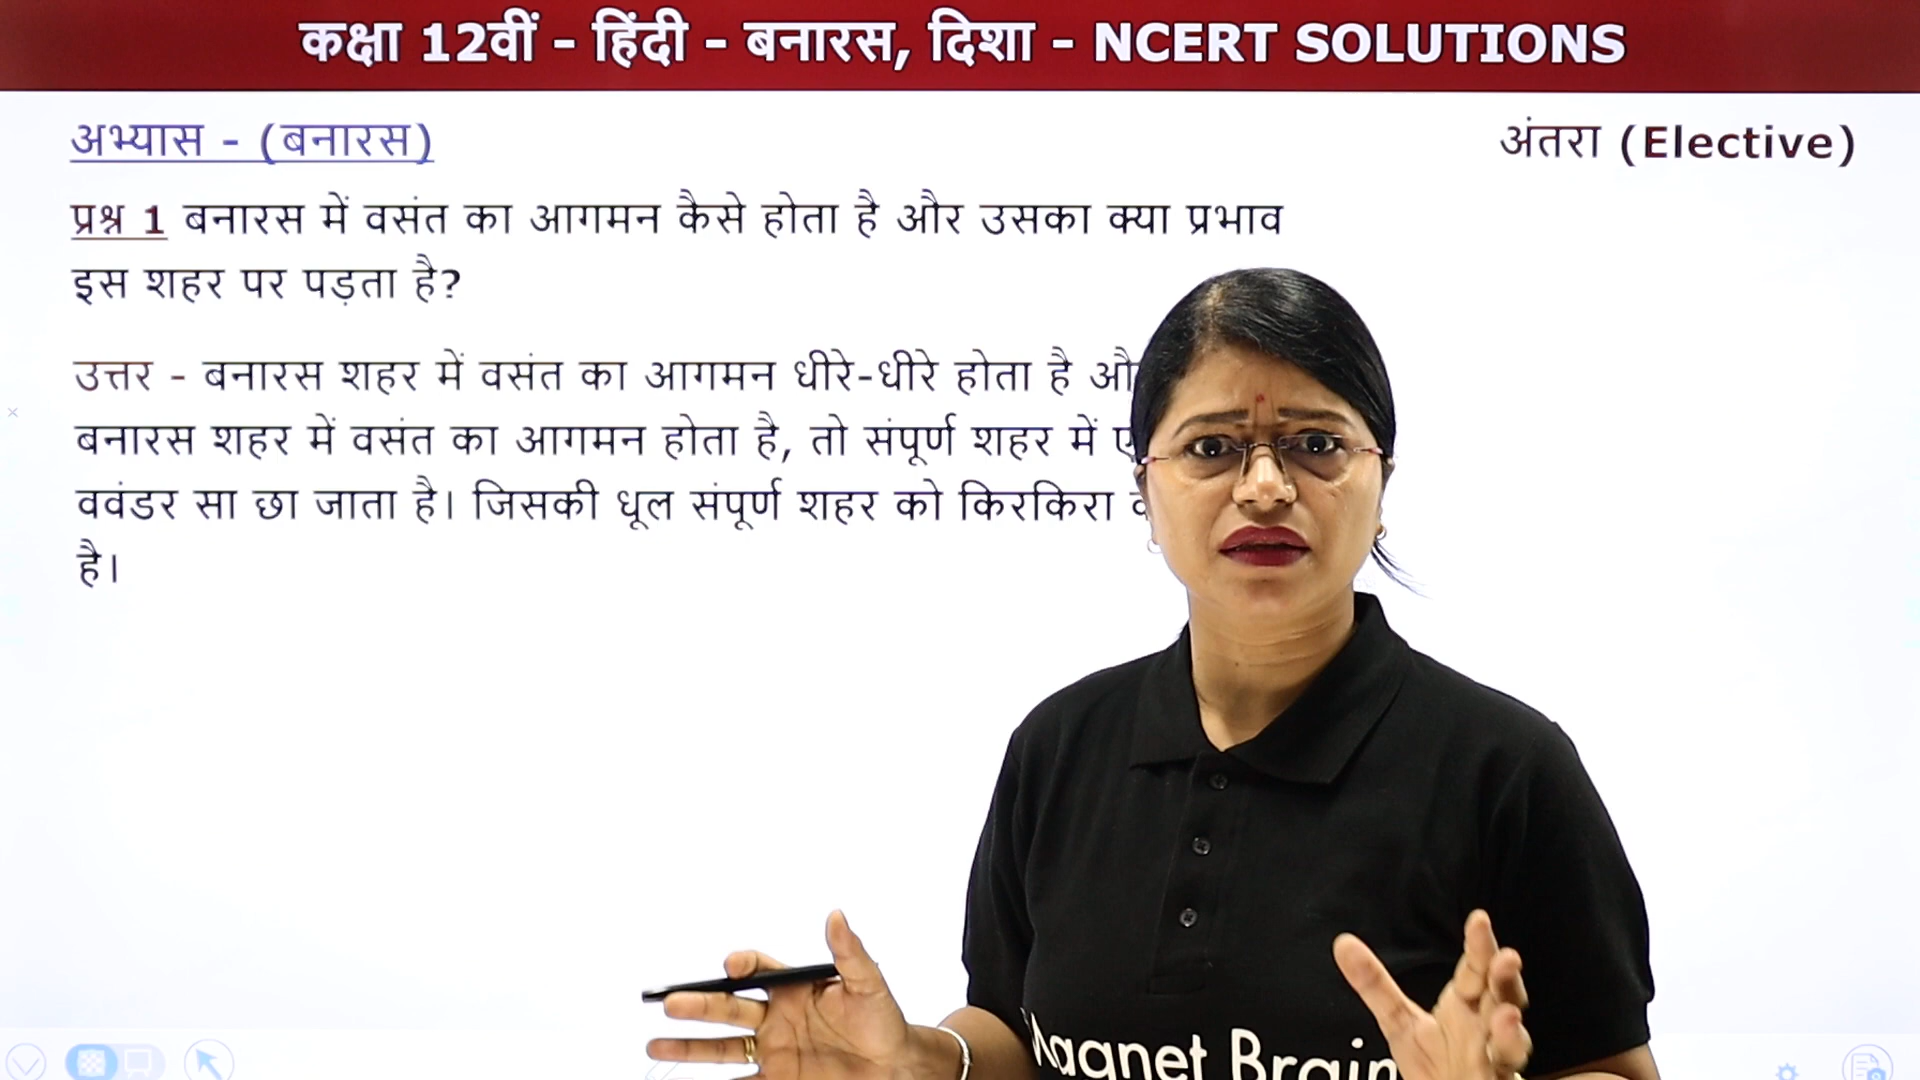 कक्षा 12वीं - हिंदी - बनारस, दिशा - NCERT SOLUTIONS
अभ्यास - (बनारस)
अंतरा (Elective)
प्रश्न 1 बनारस में वसंत का आगमन कैसे होता है और उसका क्या प्रभाव
इस शहर पर पड़ता है?
उत्तर - बनारस शहर में वसंत का आगमन धीरे-धीरे होता है
बनारस शहर में वसंत का आगमन होता है, तो संपूर्ण शहर में
ववंडर सा छा जाता है। जिसकी धूल संपूर्ण शहर को किरकिरा
है।
Magnet Brain